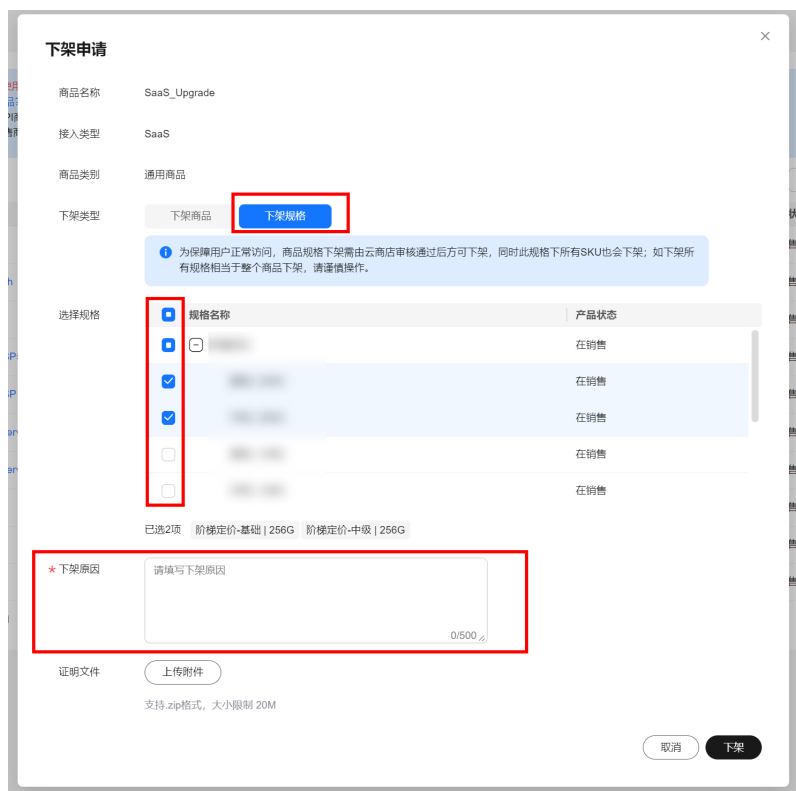 下架申请
商品名称 SaaS_Upgrade
接入类型 SaaS
商品类别 通用商品
下架类型 下架商品 下架规格
为保障用户正常访问，商品规格下架需由云商店审核通过后方可下架，同时此规格下所有SKU也会下架；如下架所
有规格相当于整个商品下架，请谨慎操作。
选择规格 规格名称 产品状态
在销售
在销售
在销售
在销售
在销售
已选2项 阶梯定价-基础 | 256G 阶梯定价-中级 | 256G
* 下架原因 请填写下架原因
0/500
证明文件 上传附件
支持.zip格式，大小限制 20M
取消 下架